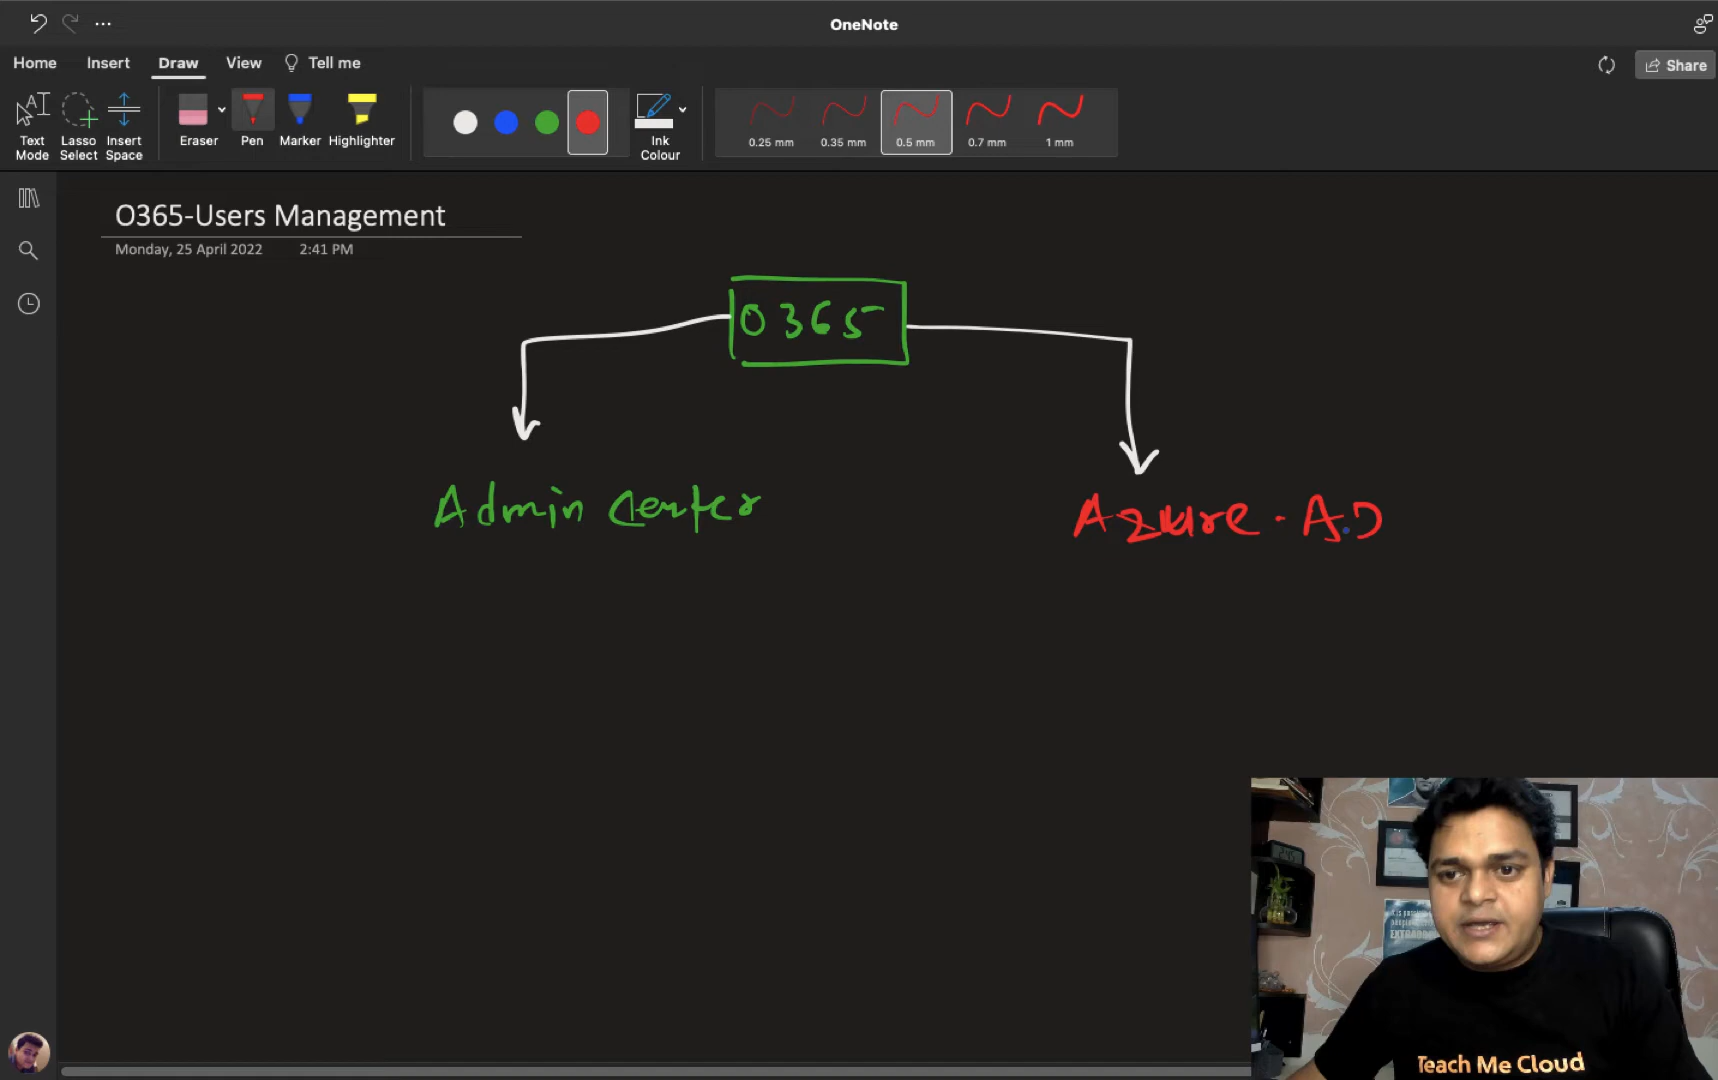 OneNote
Home Insert Draw View Tell me
Share
Text Mode
Lasso Select
Insert Space
Eraser
Pen
Marker
Highlighter
Ink Colour
0.25 mm
0.35 mm
0.5 mm
0.7 mm
1 mm
O365-Users Management
Monday, 25 April 2022 2:41 PM
O365
Admin Center
Azure-AD
Teach Me Cloud